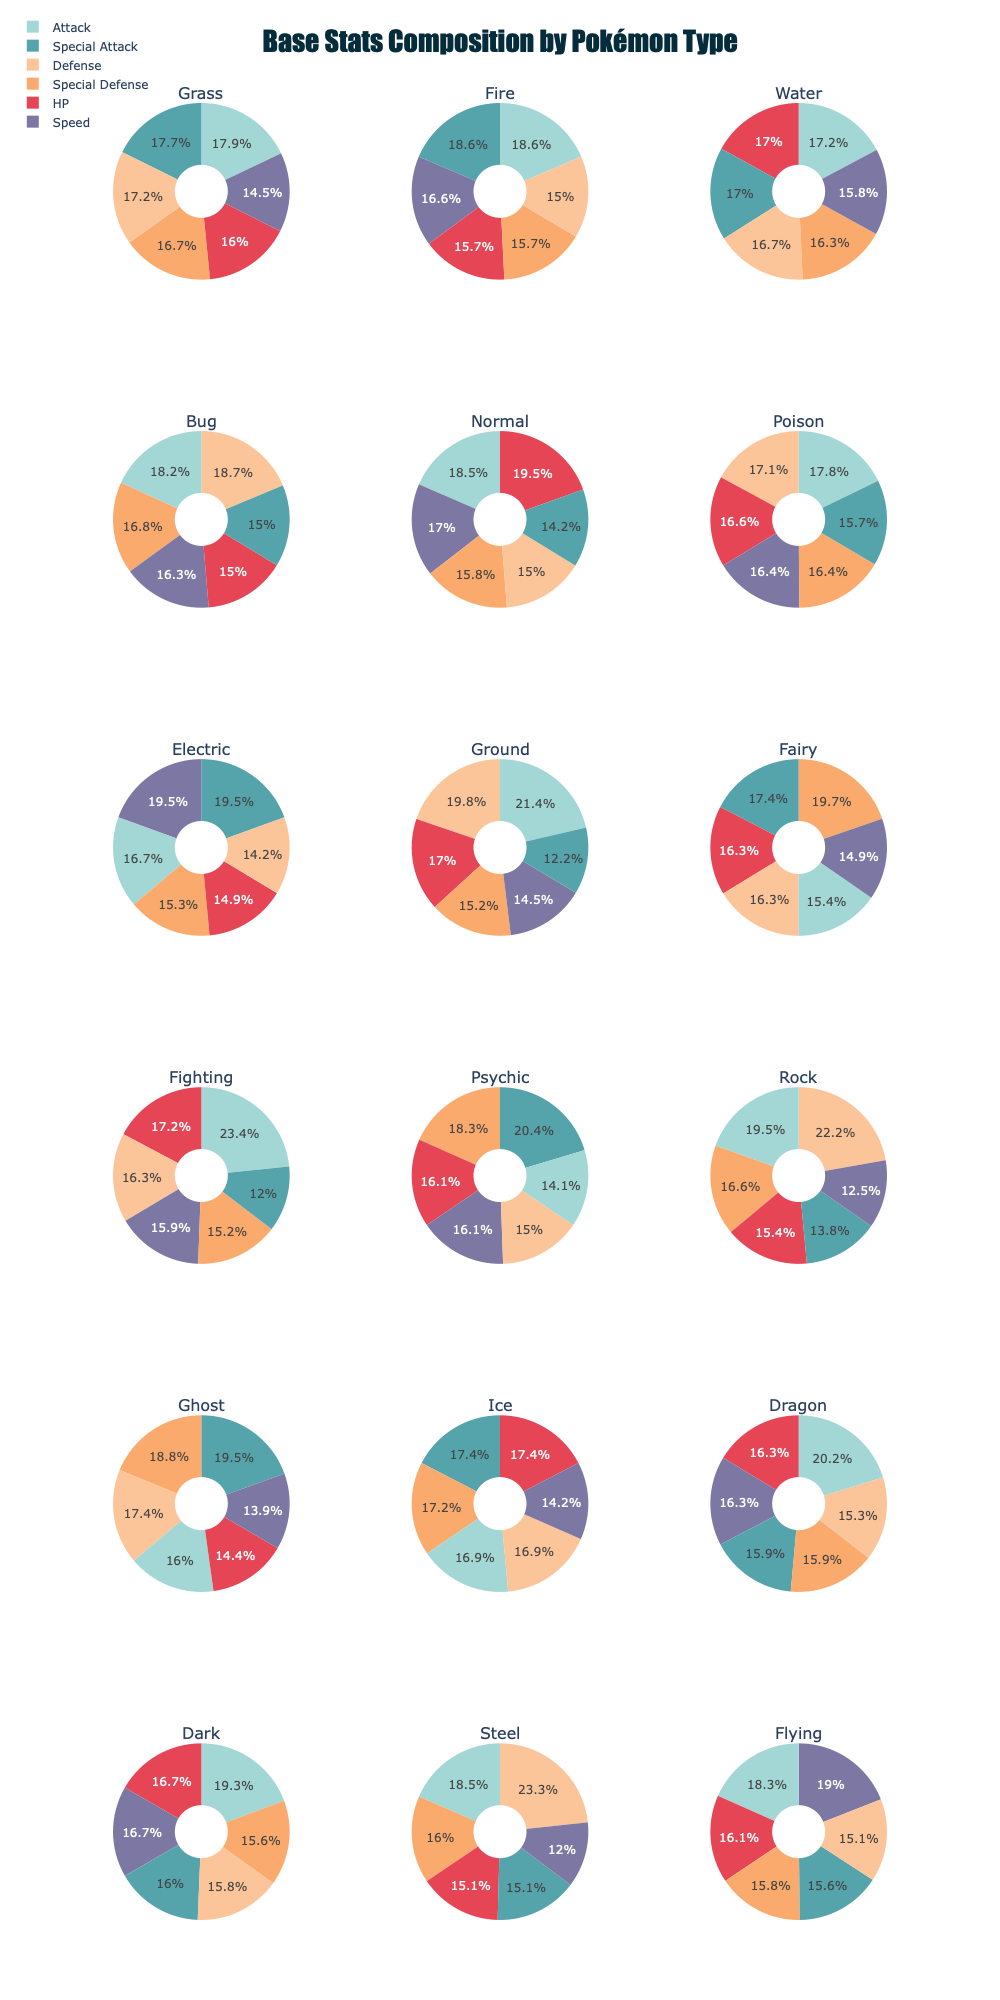 Base Stats Composition by Pokémon Type
Attack
Special Attack
Defense
Special Defense
HP
Speed
Grass
17.7% 17.9%
17.2% 14.5%
16.7% 16%
Fire
18.6% 18.6%
16.6% 15%
15.7% 15.7%
Water
17% 17.2%
17% 15.8%
16.7% 16.3%
Bug
18.2% 18.7%
16.8% 15%
16.3% 15%
Normal
18.5% 19.5%
17% 14.2%
15.8% 15%
Poison
17.1% 17.8%
16.6% 15.7%
16.4% 16.4%
Electric
19.5% 19.5%
16.7% 14.2%
15.3% 14.9%
Ground
19.8% 21.4%
17% 12.2%
15.2% 14.5%
Fairy
17.4% 19.7%
16.3% 14.9%
16.3% 15.4%
Fighting
17.2% 23.4%
16.3% 12%
15.9% 15.2%
Psychic
18.3% 20.4%
16.1% 14.1%
16.1% 15%
Rock
19.5% 22.2%
16.6% 12.5%
15.4% 13.8%
Ghost
18.8% 19.5%
17.4% 13.9%
16% 14.4%
Ice
17.4% 17.4%
17.2% 14.2%
16.9% 16.9%
Dragon
16.3% 20.2%
16.3% 15.3%
15.9% 15.9%
Dark
16.7% 19.3%
16.7% 15.6%
16% 15.8%
Steel
18.5% 23.3%
16% 12%
15.1% 15.1%
Flying
18.3% 19%
16.1% 15.1%
15.8% 15.6%